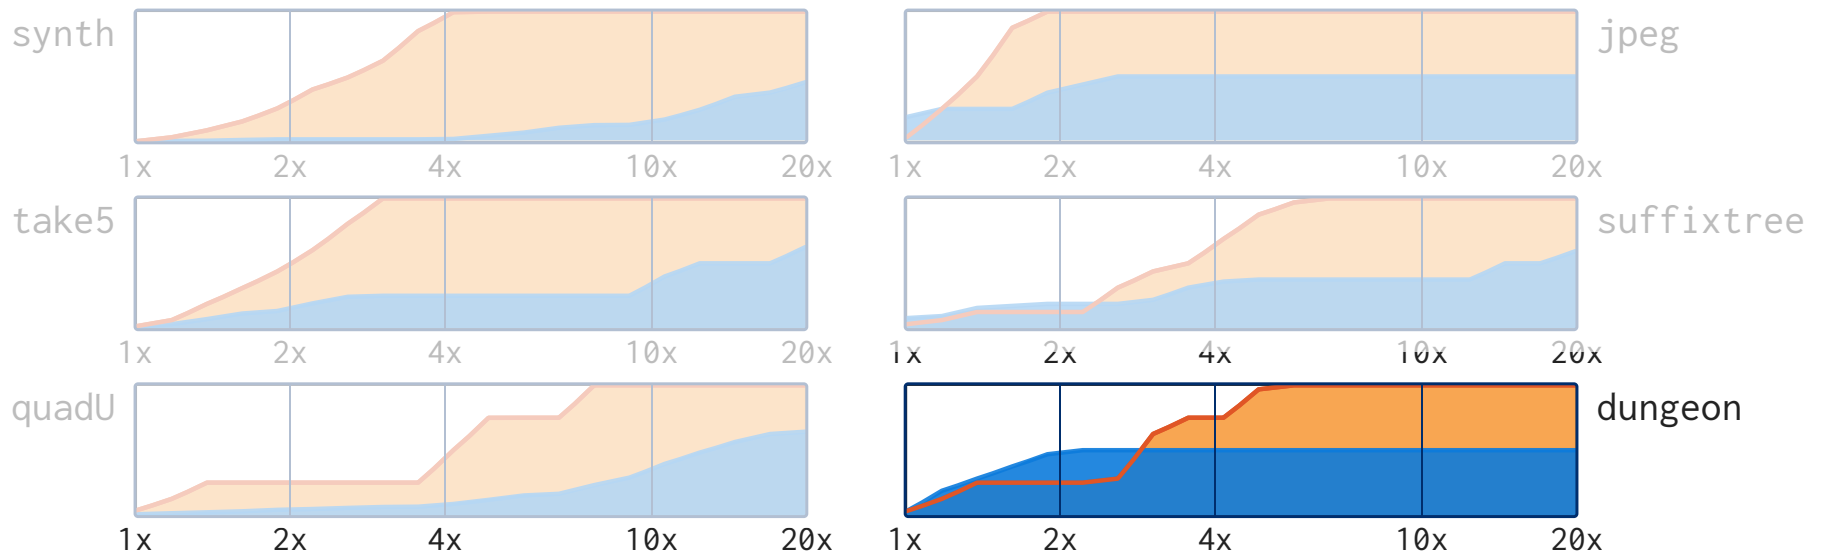 synth
1x 2x 4x 10x 20x
jpeg
1x 2x 4x 10x 20x
take5
1x 2x 4x 10x 20x
suffixtree
1x 2x 4x 10x 20x
quadU
1x 2x 4x 10x 20x
dungeon
1x 2x 4x 10x 20x